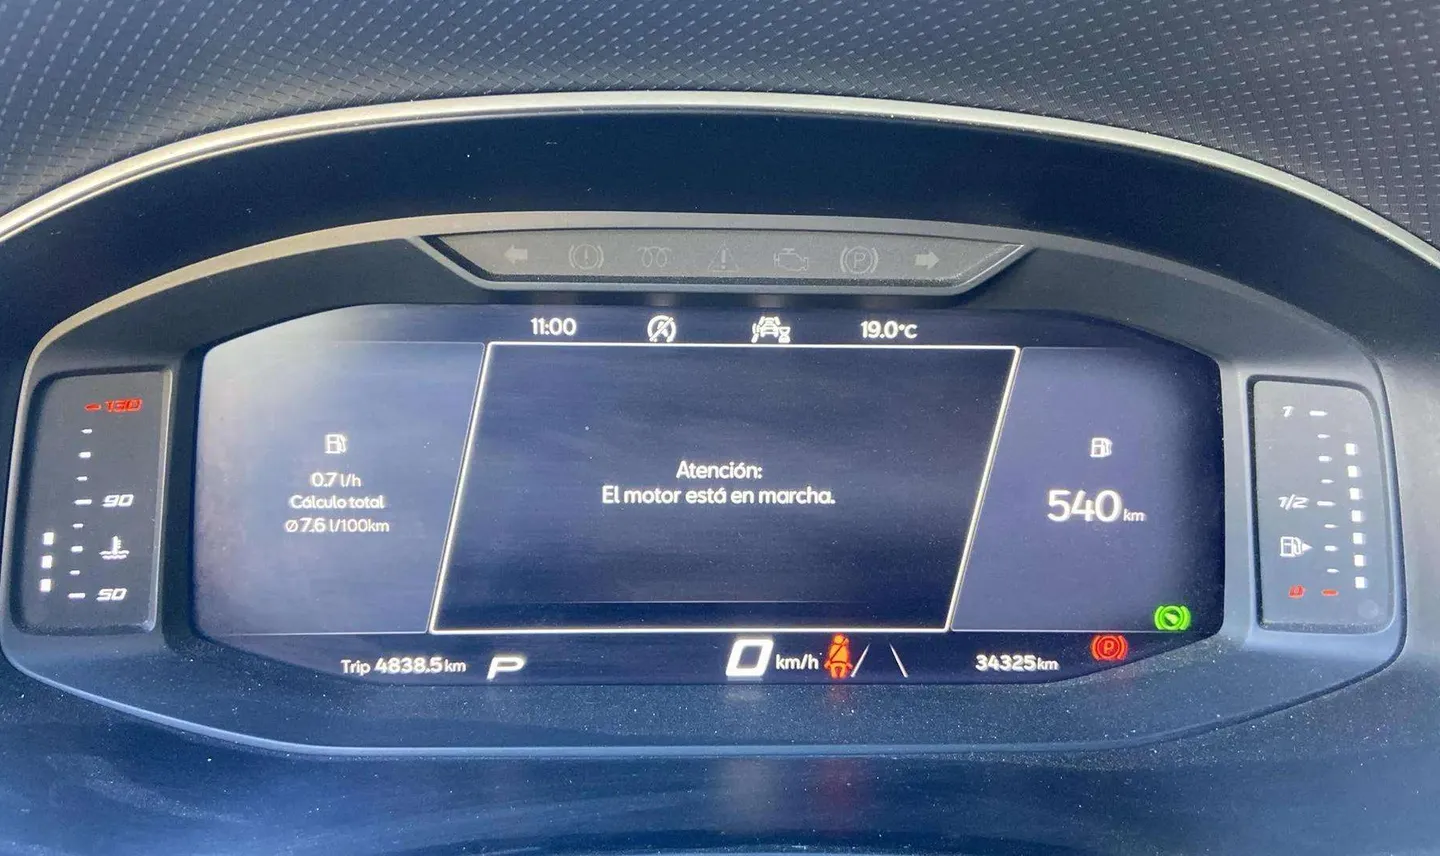 11:00 19.0°C
130
90
50
0.7 l/h
Cálculo total
Ø 7.6 l/100km
Atención:
El motor está en marcha.
540 km
1
1/2
0
Trip 4838.5 km P 0 km/h 34325 km